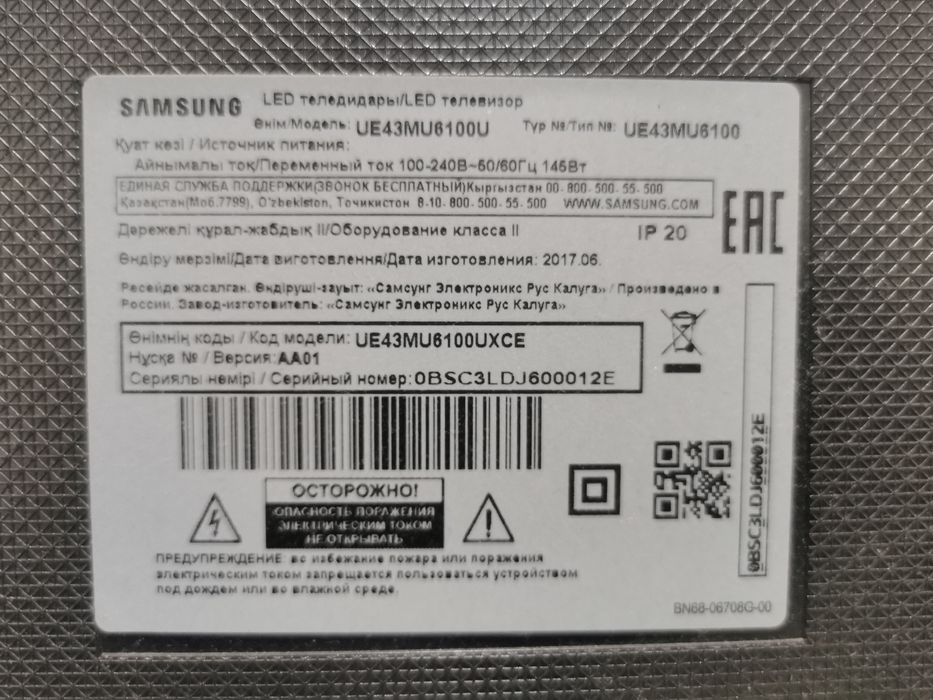 SAMSUNG LED теледидары/LED телевизор
Өнім/Модель: UE43MU6100U Тур №/Тип №: UE43MU6100
Қуат көзі / Источник питания:
Айнымалы ток/Переменный ток 100-240В~50/60Гц 145Вт
ЕДИНАЯ СЛУЖБА ПОДДЕРЖКИ(ЗВОНОК БЕСПЛАТНЫЙ)Кыргызстан 00-800-500-55-500
Қазақстан(Моб.7799), O'zbekiston, Тоҷикистон 8-10-800-500-55-500 WWW.SAMSUNG.COM
EAC
Дәрежелі құрал-жабдық II/Оборудование класса II IP 20
Өндіру мерзімі/Дата виготовлення/Дата изготовления: 2017.06.
Ресейде жасалған. Өндіруші-зауыт: «Самсунг Электроникс Рус Калуга» / Произведено в
России. Завод-изготовитель: «Самсунг Электроникс Рус Калуга»
Өнімнің коды / Код модели: UE43MU6100UXCE
Нұсқа № / Версия: AA01
Сериялы нөмірі / Серийный номер: 0BSC3LDJ600012E
0BSC3LDJ600012E
ОСТОРОЖНО!
ОПАСНОСТЬ ПОРАЖЕНИЯ
ЭЛЕКТРИЧЕСКИМ ТОКОМ
НЕ ОТКРЫВАТЬ
ПРЕДУПРЕЖДЕНИЕ: во избежание пожара или поражения
электрическим током запрещается пользоваться устройством
под дождем или во влажной среде.
BN68-06708G-00